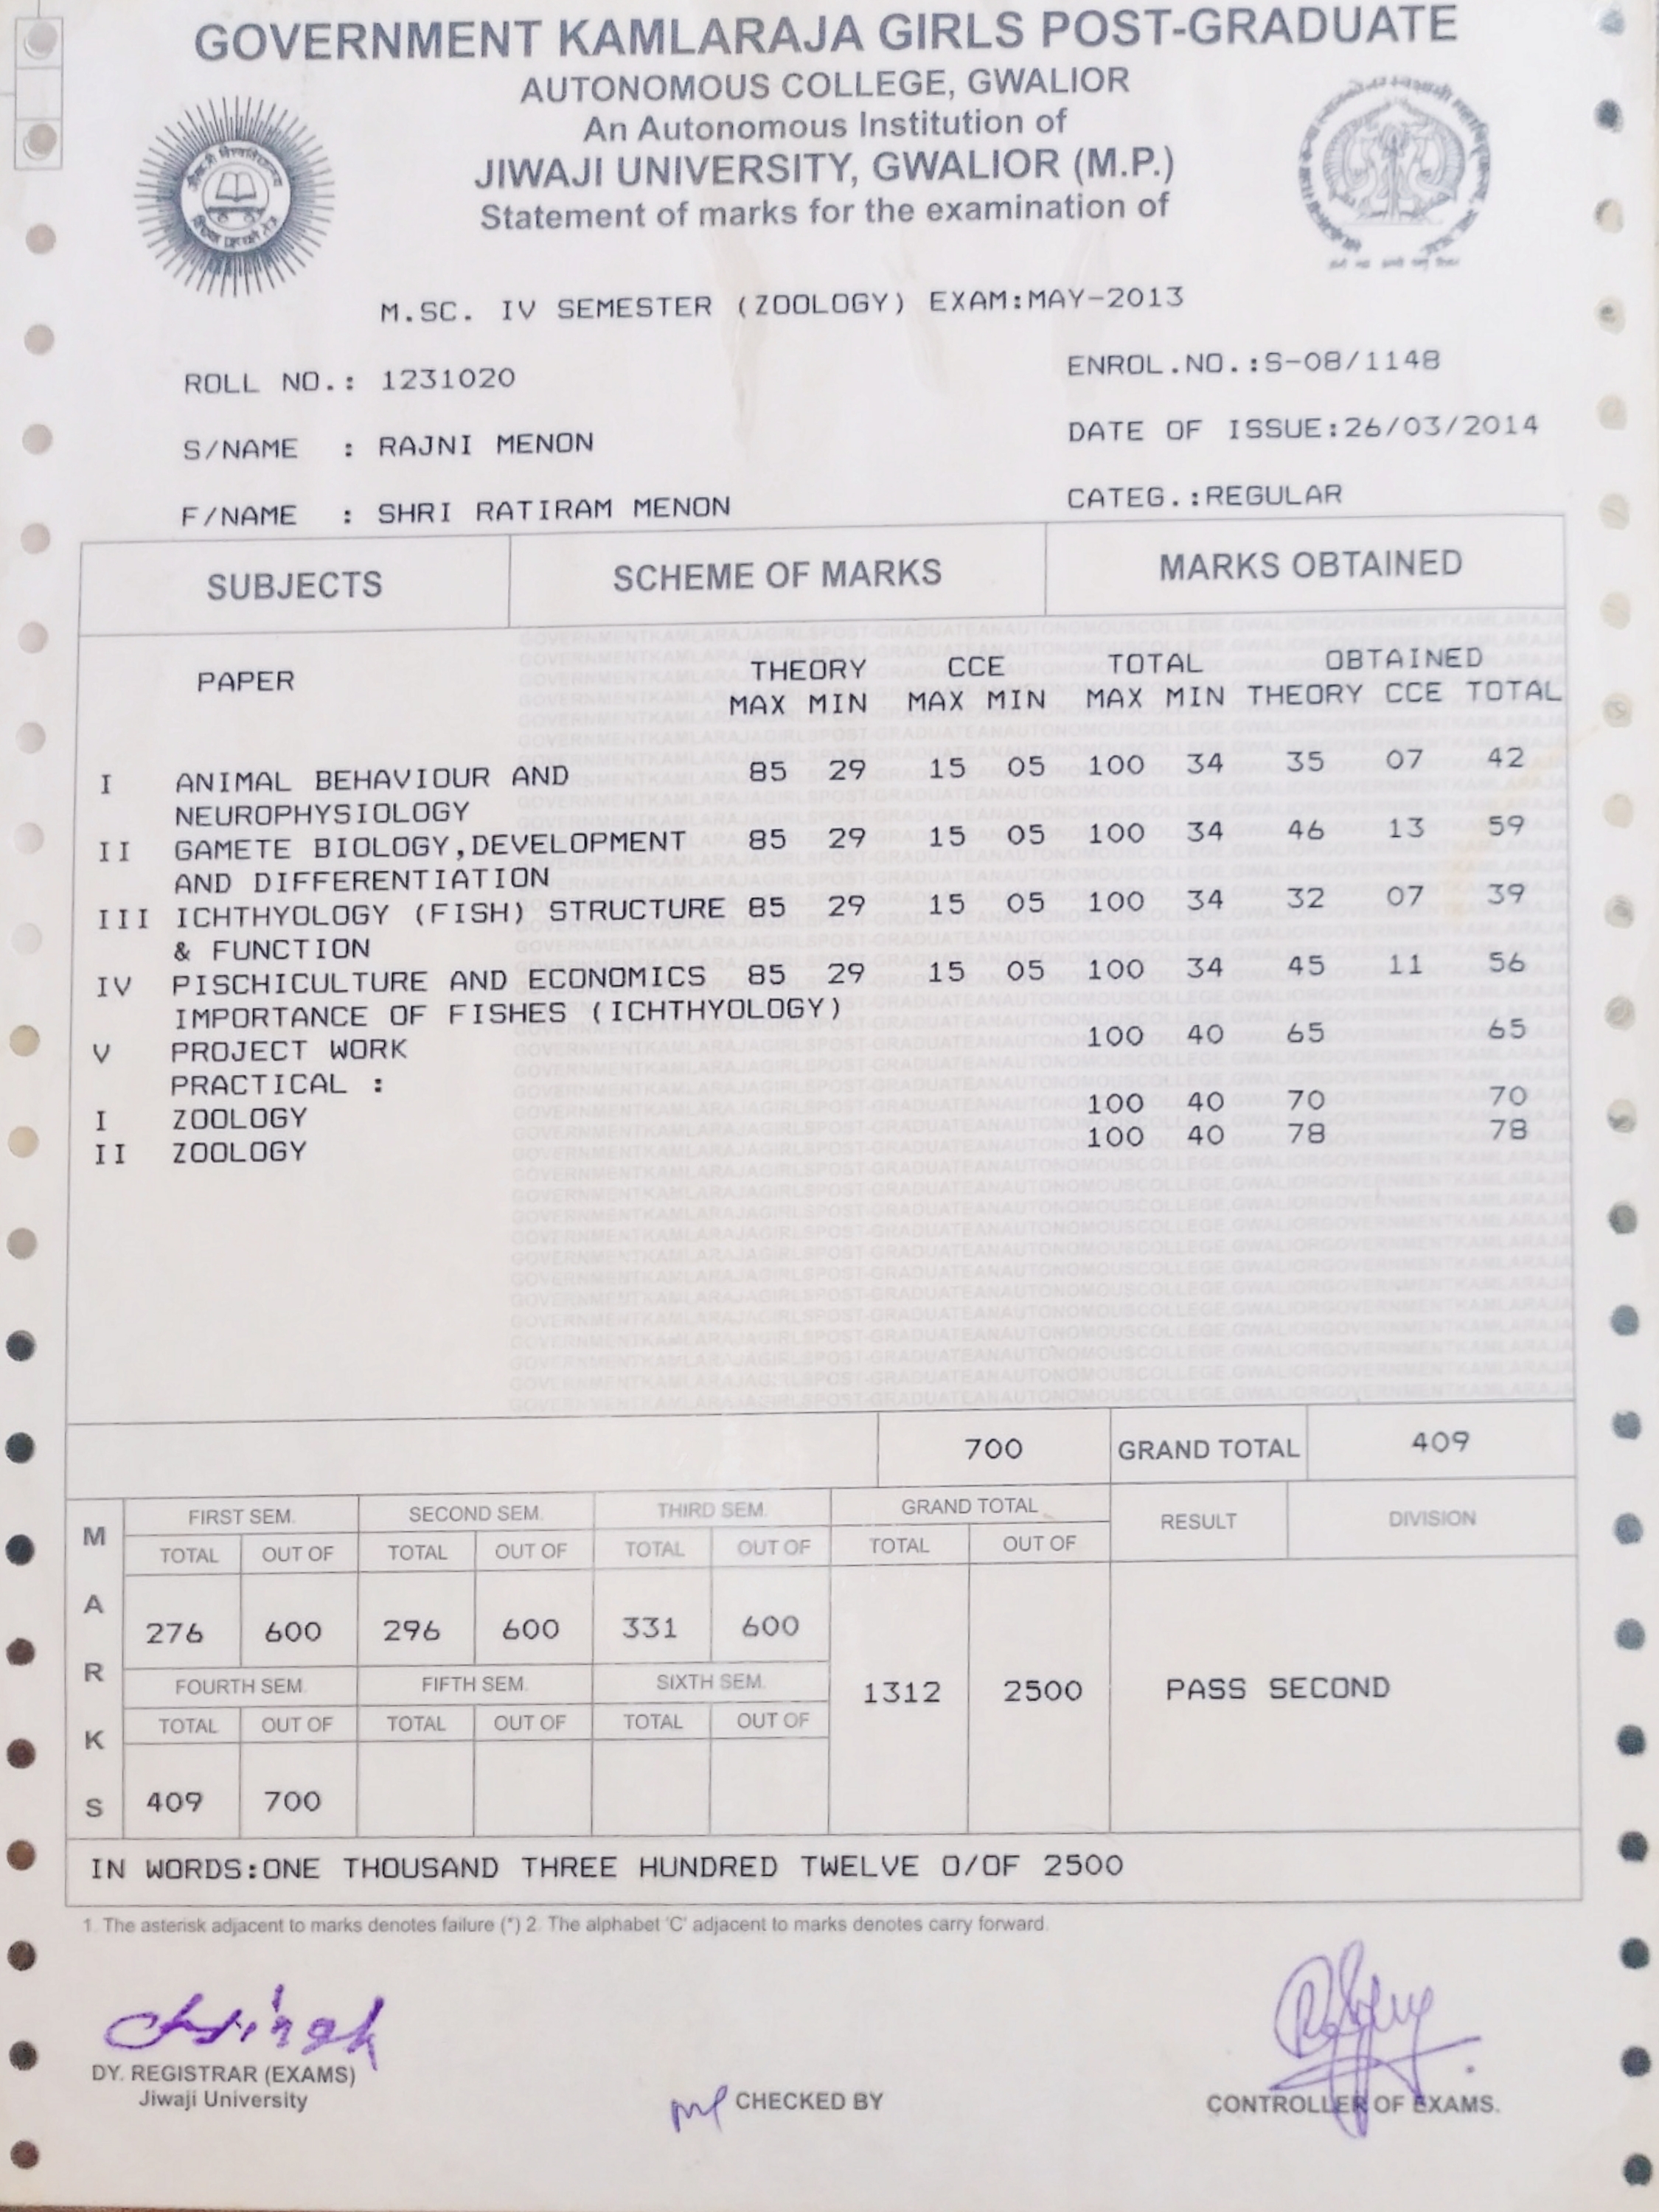 GOVERNMENT KAMLARAJA GIRLS POST-GRADUATE
AUTONOMOUS COLLEGE, GWALIOR
An Autonomous Institution of
JIWAJI UNIVERSITY, GWALIOR (M.P.)
Statement of marks for the examination of
M.SC. IV SEMESTER (ZOOLOGY) EXAM:MAY-2013
ROLL NO.: 1231020 ENROL.NO.:S-08/1148
S/NAME : RAJNI MENON DATE OF ISSUE:26/03/2014
F/NAME : SHRI RATIRAM MENON CATEG.:REGULAR
SUBJECTS SCHEME OF MARKS MARKS OBTAINED
PAPER THEORY CCE TOTAL OBTAINED
MAX MIN MAX MIN MAX MIN THEORY CCE TOTAL
I ANIMAL BEHAVIOUR AND 85 29 15 05 100 34 35 07 42
NEUROPHYSIOLOGY
II GAMETE BIOLOGY,DEVELOPMENT 85 29 15 05 100 34 46 13 59
AND DIFFERENTIATION
III ICHTHYOLOGY (FISH) STRUCTURE 85 29 15 05 100 34 32 07 39
& FUNCTION
IV PISCHICULTURE AND ECONOMICS 85 29 15 05 100 34 45 11 56
IMPORTANCE OF FISHES (ICHTHYOLOGY)
V PROJECT WORK 100 40 65 65
PRACTICAL :
I ZOOLOGY 100 40 70 70
II ZOOLOGY 100 40 78 78
700 GRAND TOTAL 409
MARKS
FIRST SEM. SECOND SEM. THIRD SEM. GRAND TOTAL RESULT DIVISION
TOTAL OUT OF TOTAL OUT OF TOTAL OUT OF TOTAL OUT OF
276 600 296 600 331 600
FOURTH SEM. FIFTH SEM. SIXTH SEM. 1312 2500 PASS SECOND
TOTAL OUT OF TOTAL OUT OF TOTAL OUT OF
409 700
IN WORDS:ONE THOUSAND THREE HUNDRED TWELVE O/OF 2500
1. The asterisk adjacent to marks denotes failure (*) 2. The alphabet 'C' adjacent to marks denotes carry forward.
DY. REGISTRAR (EXAMS)
Jiwaji University
CHECKED BY
CONTROLLER OF EXAMS.